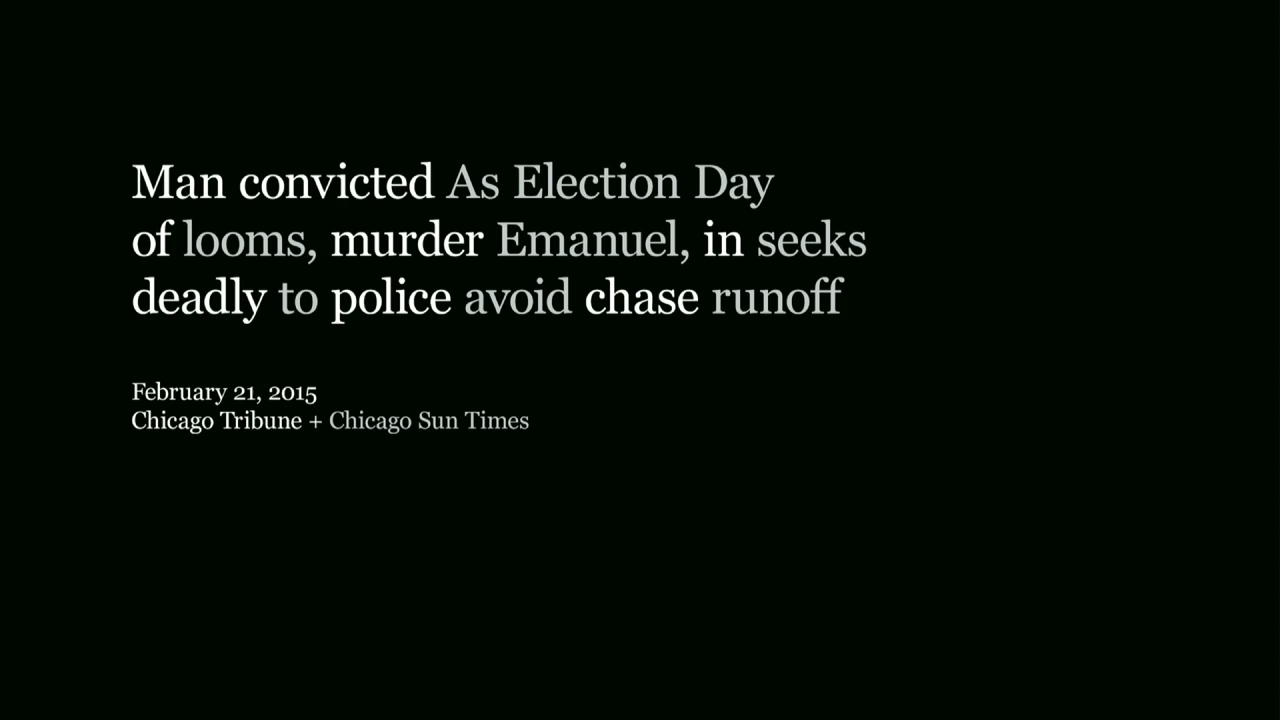 Man convicted As Election Day
of looms, murder Emanuel, in seeks
deadly to police avoid chase runoff
February 21, 2015
Chicago Tribune + Chicago Sun Times